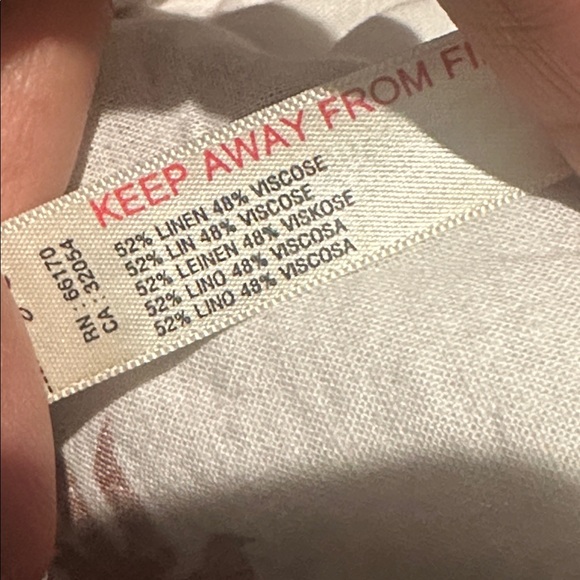 KEEP AWAY FROM
52% LINEN 48% VISCOSE
52% LIN 48% VISCOSE
52% LEINEN 48% VISKOSE
52% LINO 48% VISCOSA
52% LINO 48% VISCOSA
RN: 66170
CA: 32054